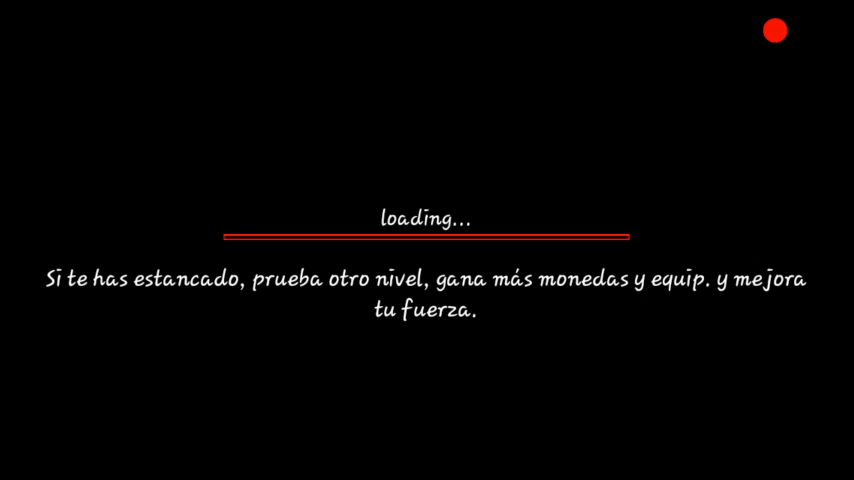 loading...
Si te has estancado, prueba otro nivel, gana más monedas y equip. y mejora
tu fuerza.